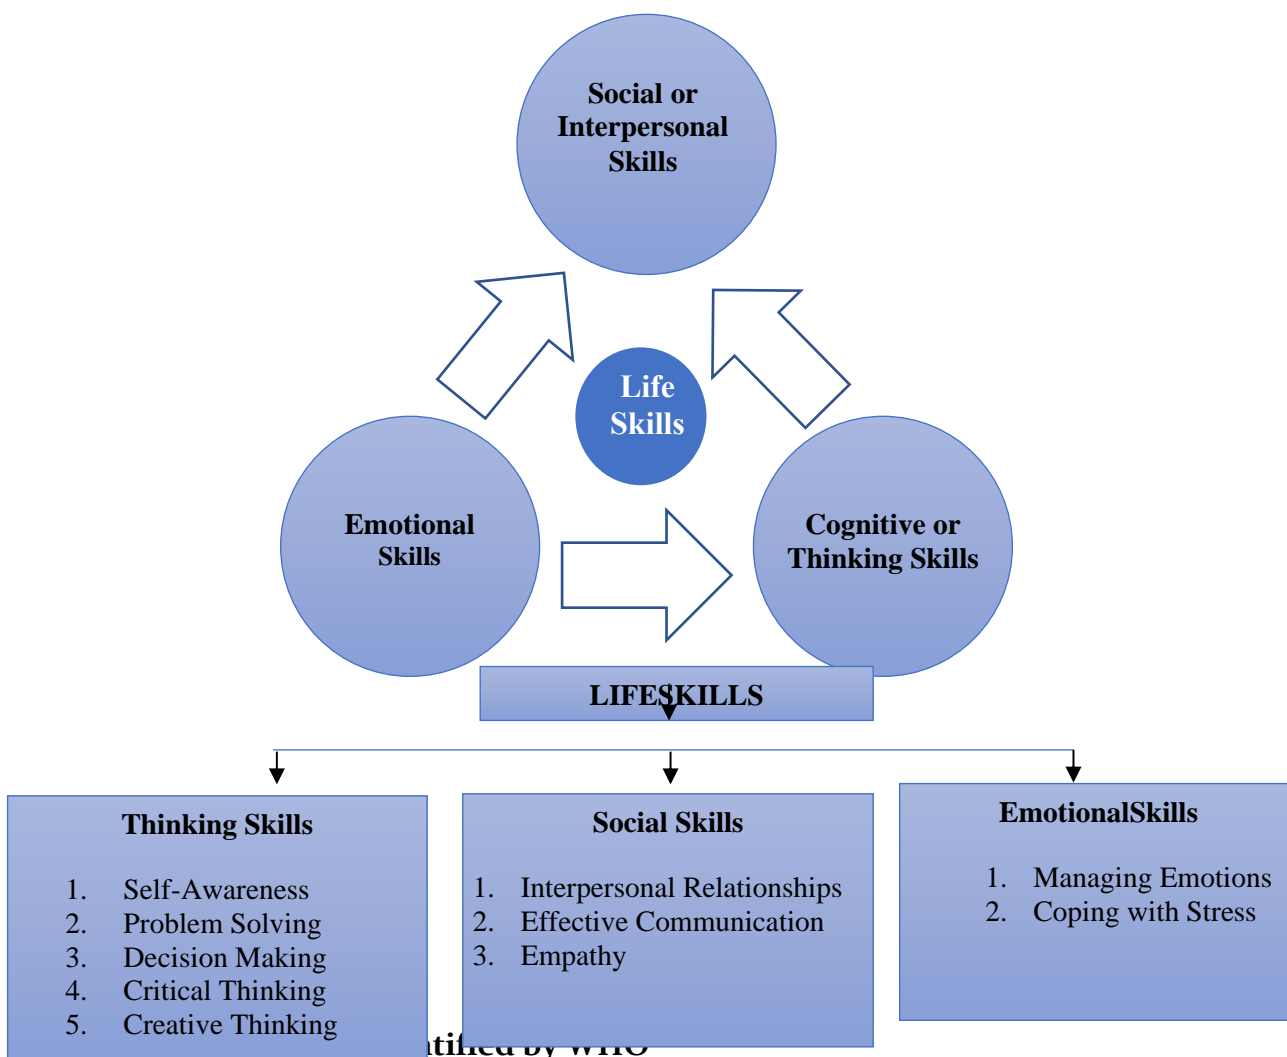 Social or
Interpersonal
Skills
Life
Skills
Emotional
Skills
Cognitive or
Thinking Skills
LIFESKILLS
Thinking Skills
1. Self-Awareness
2. Problem Solving
3. Decision Making
4. Critical Thinking
5. Creative Thinking
Social Skills
1. Interpersonal Relationships
2. Effective Communication
3. Empathy
EmotionalSkills
1. Managing Emotions
2. Coping with Stress
by WHO